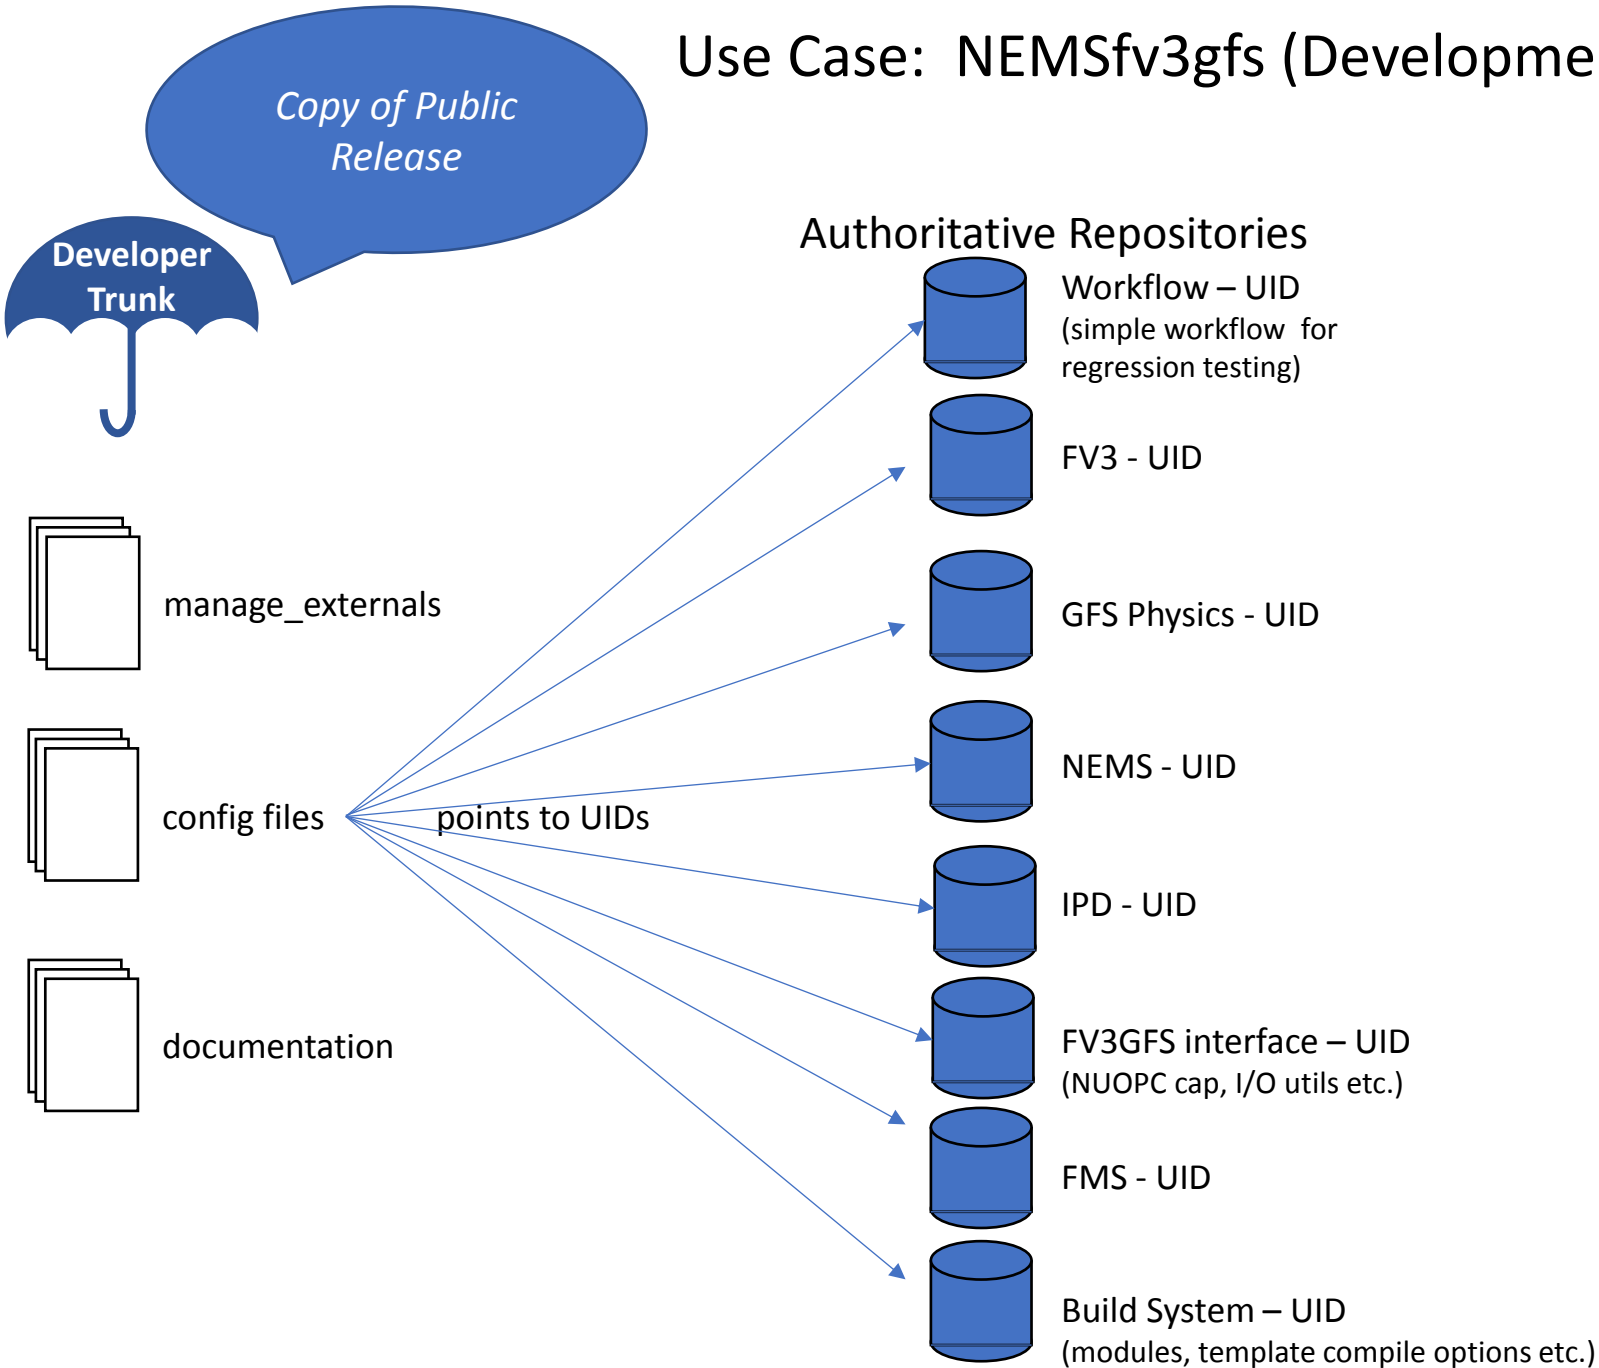 Use Case:  NEMSfv3gfs (Developme
Copy of Public
Release
Developer
Trunk
Authoritative Repositories
Workflow – UID
(simple workflow  for
regression testing)
FV3 - UID
manage_externals
GFS Physics - UID
NEMS - UID
config files
points to UIDs
IPD - UID
documentation
FV3GFS interface – UID
(NUOPC cap, I/O utils etc.)
FMS - UID
Build System – UID
(modules, template compile options etc.)